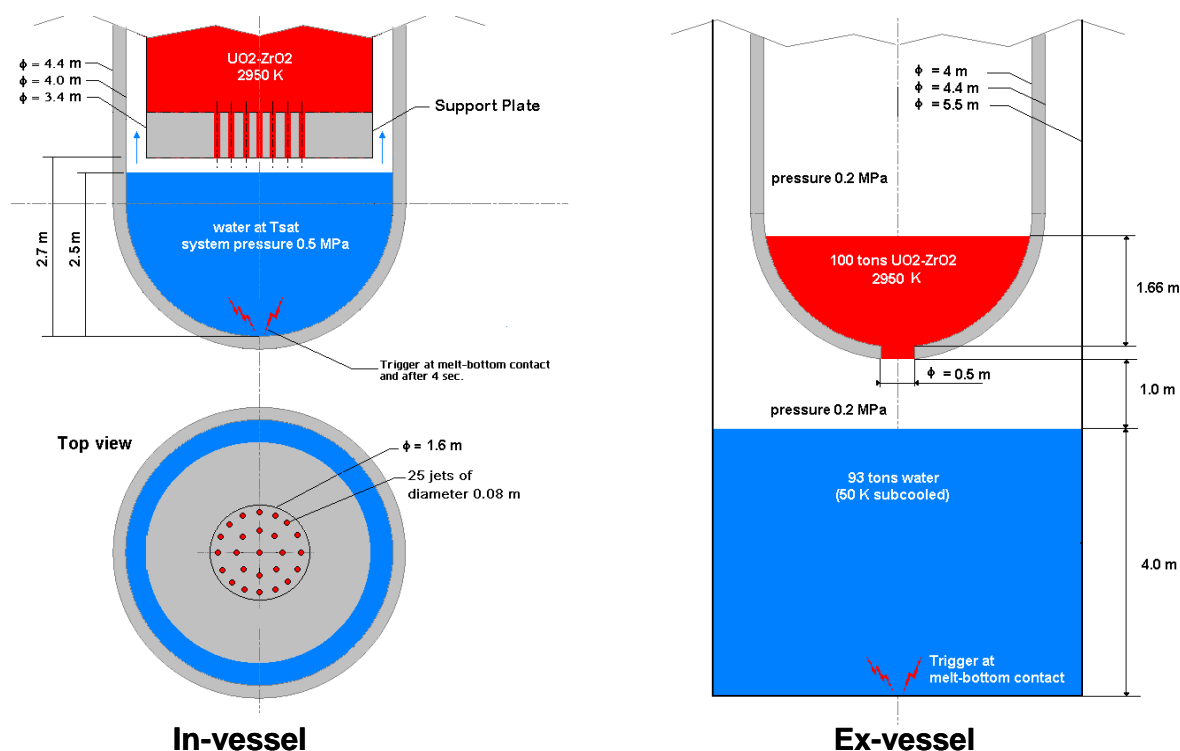 ϕ = 4.4 m
ϕ = 4.0 m
ϕ = 3.4 m
UO2-ZrO2
2950 K
Support Plate
2.7 m
2.5 m
water at Tsat
system pressure 0.5 MPa
Trigger at melt-bottom contact
and after 4 sec.
Top view
ϕ = 1.6 m
25 jets of
diameter 0.08 m
In-vessel
ϕ = 4 m
ϕ = 4.4 m
ϕ = 5.5 m
pressure 0.2 MPa
100 tons UO2-ZrO2
2950 K
1.66 m
ϕ = 0.5 m
1.0 m
pressure 0.2 MPa
93 tons water
(50 K subcooled)
4.0 m
Trigger at
melt-bottom contact
Ex-vessel